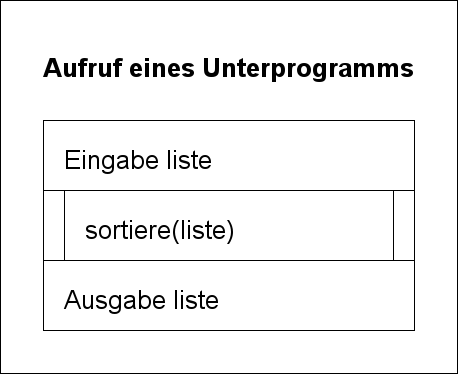 Aufruf eines Unterprogramms
Eingabe liste
sortiere(liste)
Ausgabe liste